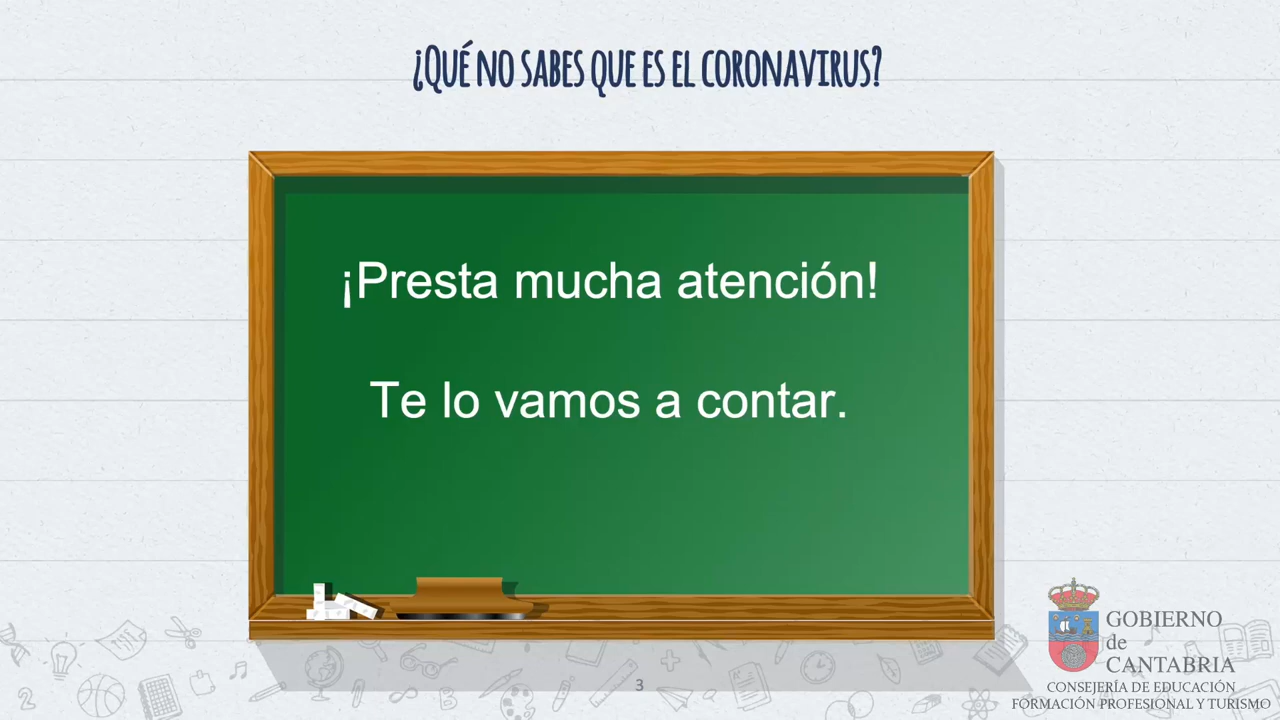 ¿QUÉ NO SABES QUE ES EL CORONAVIRUS?
¡Presta mucha atención!
Te lo vamos a contar.
3
GOBIERNO
de
CANTABRIA
CONSEJERÍA DE EDUCACIÓN
FORMACIÓN PROFESIONAL Y TURISMO